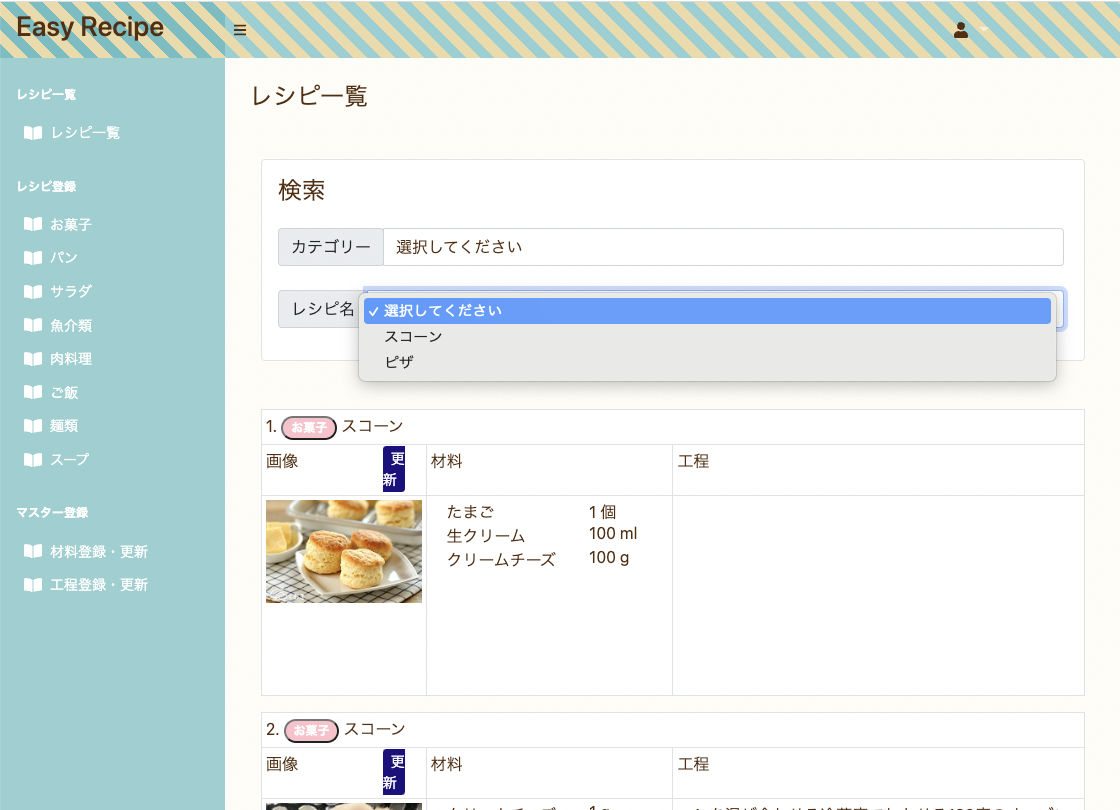 Easy Recipe
レシピ一覧
レシピ一覧
レシピ登録
お菓子
パン
サラダ
魚介類
肉料理
ご飯
麺類
スープ
マスター登録
材料登録・更新
工程登録・更新
レシピ一覧
検索
カテゴリー 選択してください
レシピ名
✓ 選択してください
スコーン
ピザ
1. お菓子 スコーン
画像 更新 材料 工程
たまご 1 個
生クリーム 100 ml
クリームチーズ 100 g
2. お菓子 スコーン
画像 更新 材料 工程